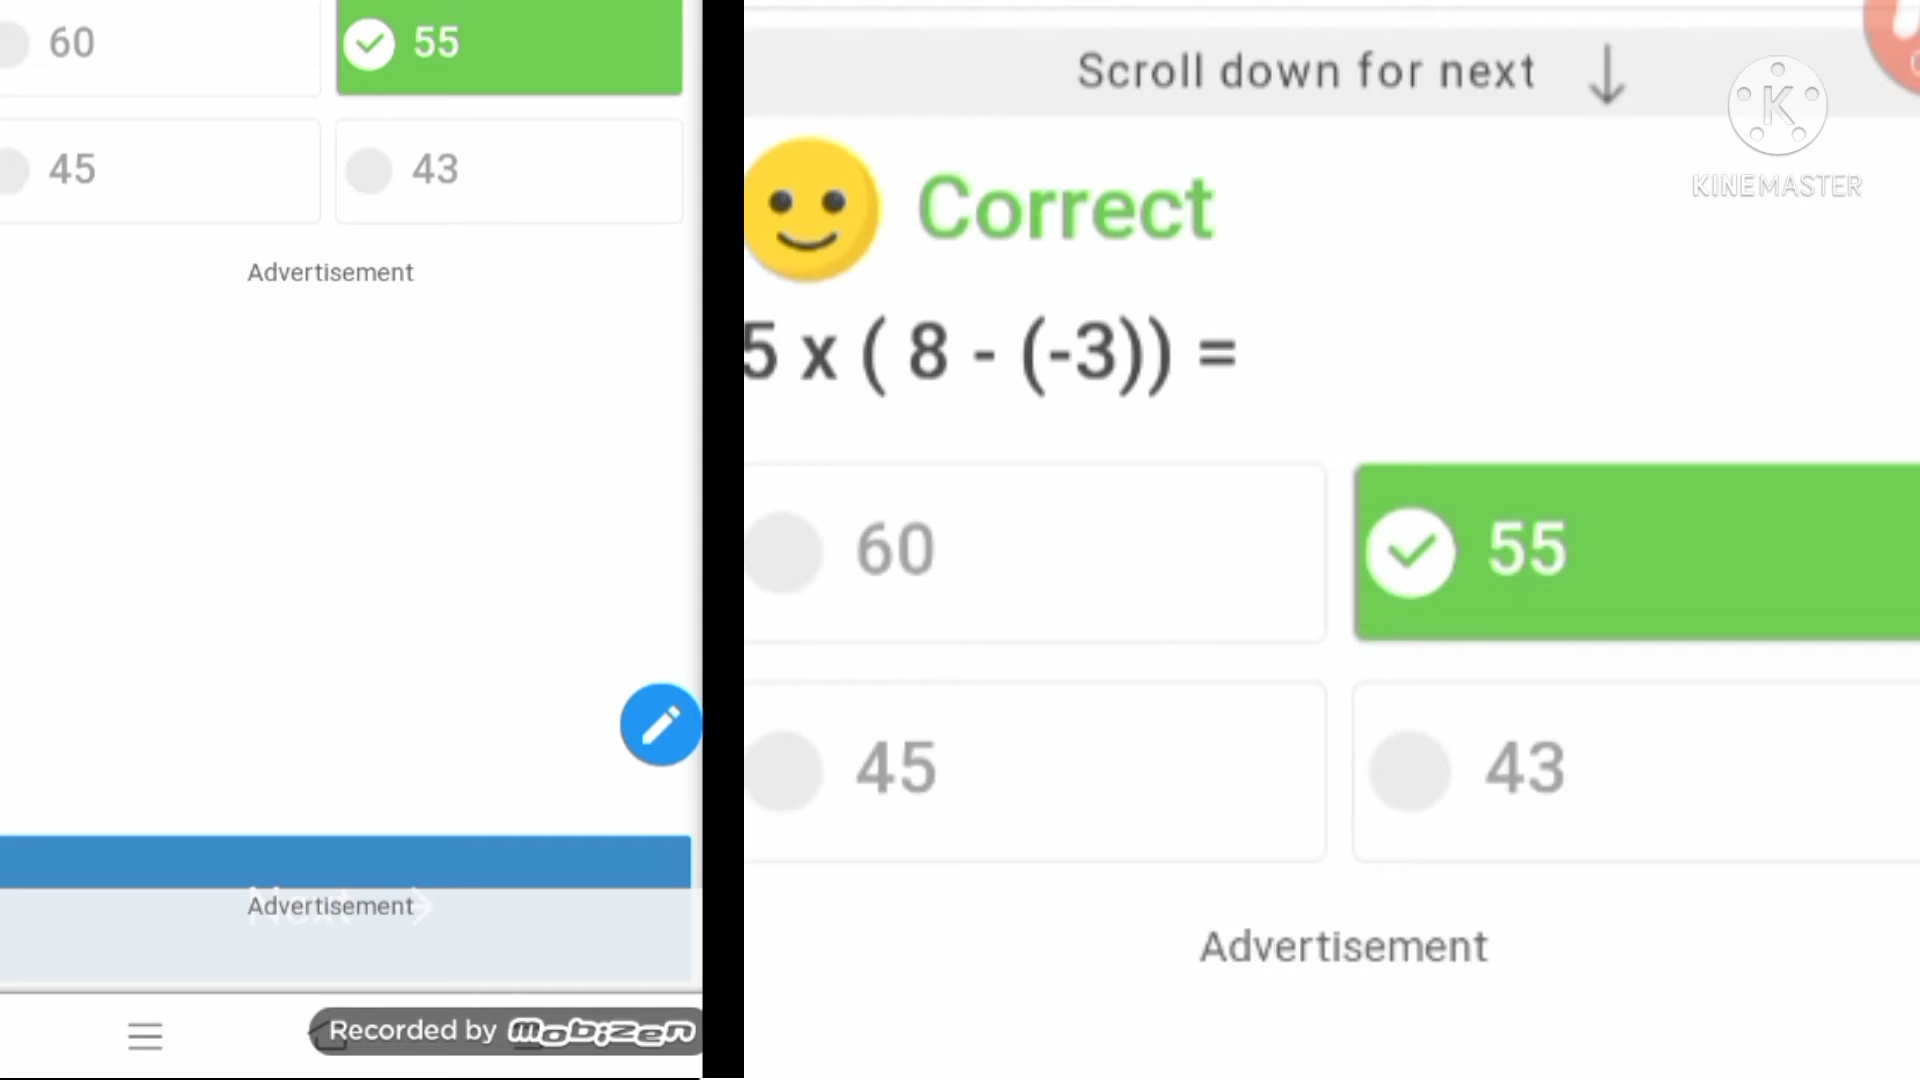 60
55
45
43
Advertisement
Advertisement
Recorded by mobizen
Scroll down for next
KINEMASTER
Correct
5 x ( 8 - (-3)) =
60
55
45
43
Advertisement